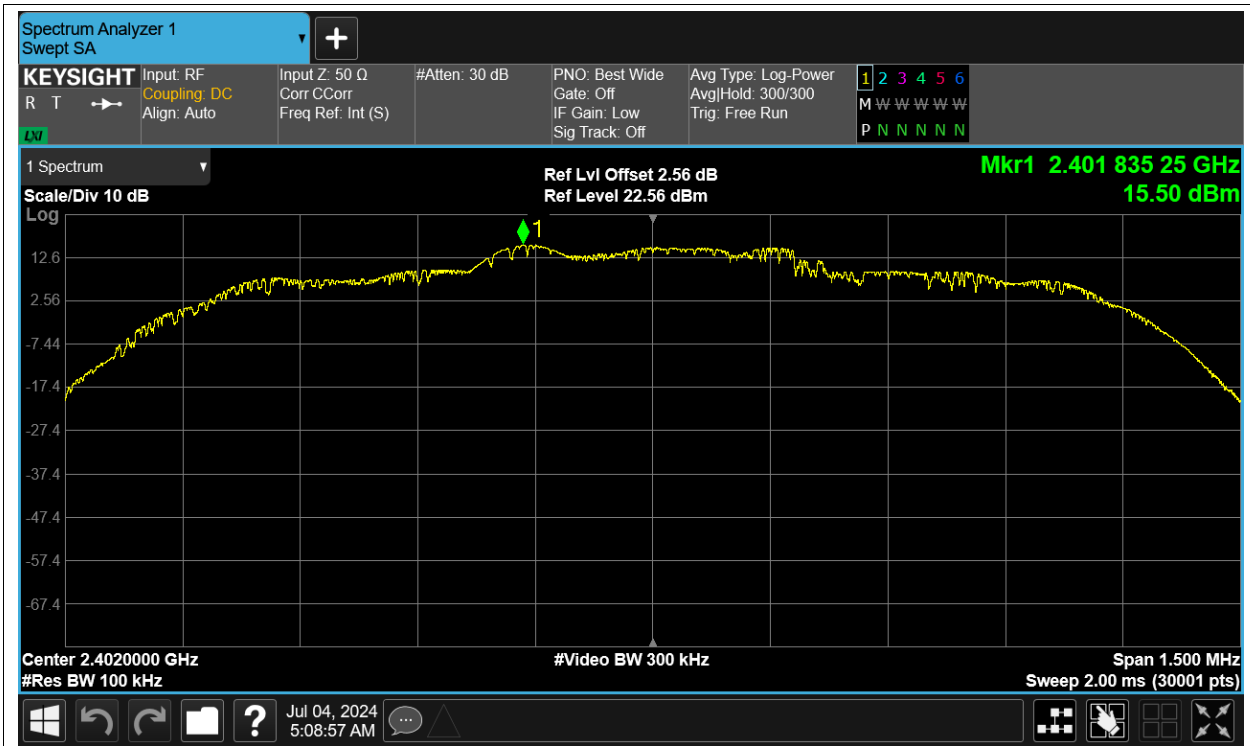 Spectrum Analyzer 1
Swept SA
KEYSIGHT
R T
LXI
Input: RF
Coupling: DC
Align: Auto
Input Z: 50 Ω
Corr CCorr
Freq Ref: Int (S)
#Atten: 30 dB
PNO: Best Wide
Gate: Off
IF Gain: Low
Sig Track: Off
Avg Type: Log-Power
Avg|Hold: 300/300
Trig: Free Run
1 2 3 4 5 6
M W W W W W
P N N N N N
1 Spectrum
Scale/Div 10 dB
Log
Ref Lvl Offset 2.56 dB
Ref Level 22.56 dBm
Mkr1 2.401 835 25 GHz
15.50 dBm
1
12.6
2.56
-7.44
-17.4
-27.4
-37.4
-47.4
-57.4
-67.4
Center 2.4020000 GHz
#Res BW 100 kHz
#Video BW 300 kHz
Span 1.500 MHz
Sweep 2.00 ms (30001 pts)
?
Jul 04, 2024
5:08:57 AM